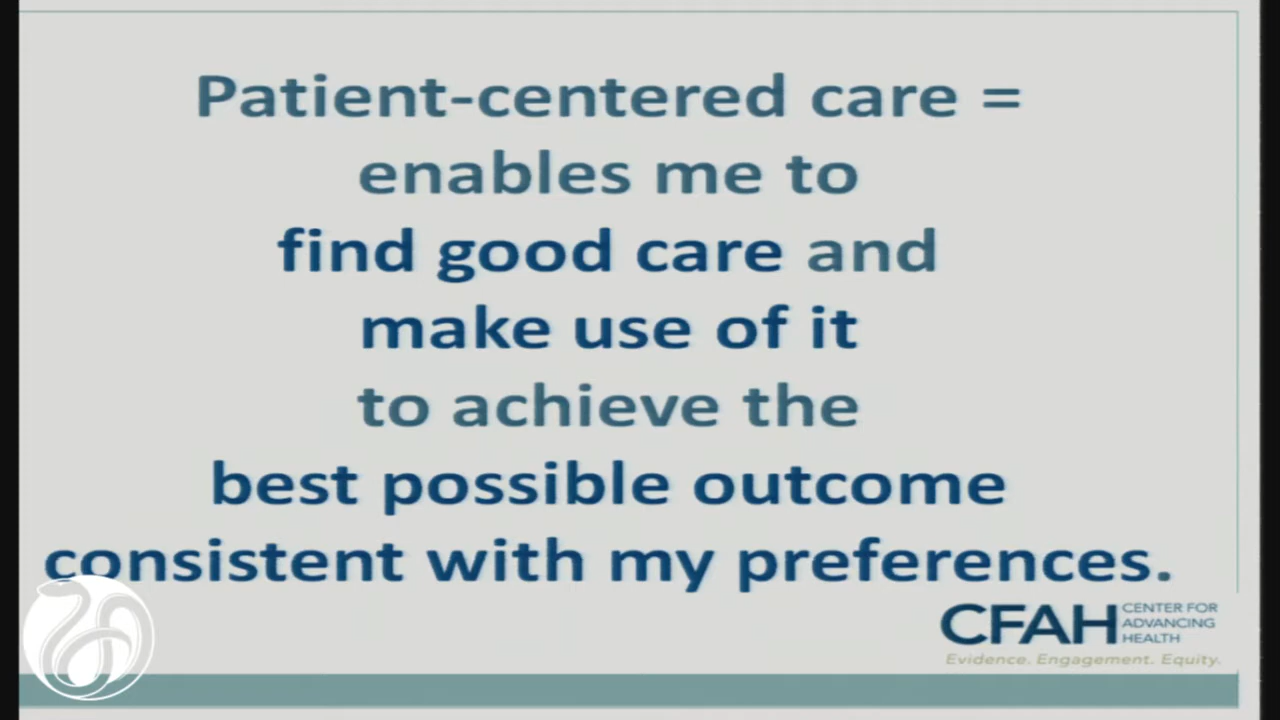 Patient-centered care =
enables me to
find good care and
make use of it
to achieve the
best possible outcome
consistent with my preferences.
CFAH CENTER FOR
ADVANCING
HEALTH
Evidence. Engagement. Equity.